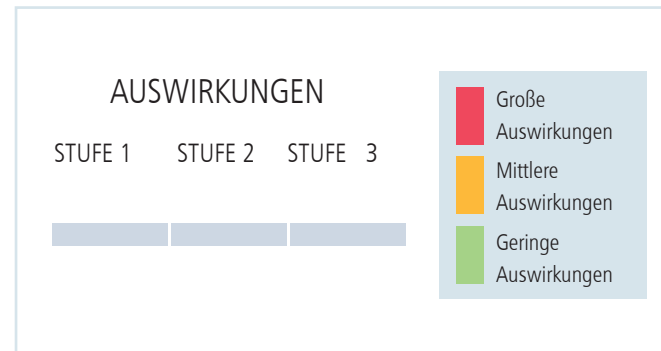 AUSWIRKUNGEN
STUFE 1 STUFE 2 STUFE 3
Große
Auswirkungen
Mittlere
Auswirkungen
Geringe
Auswirkungen